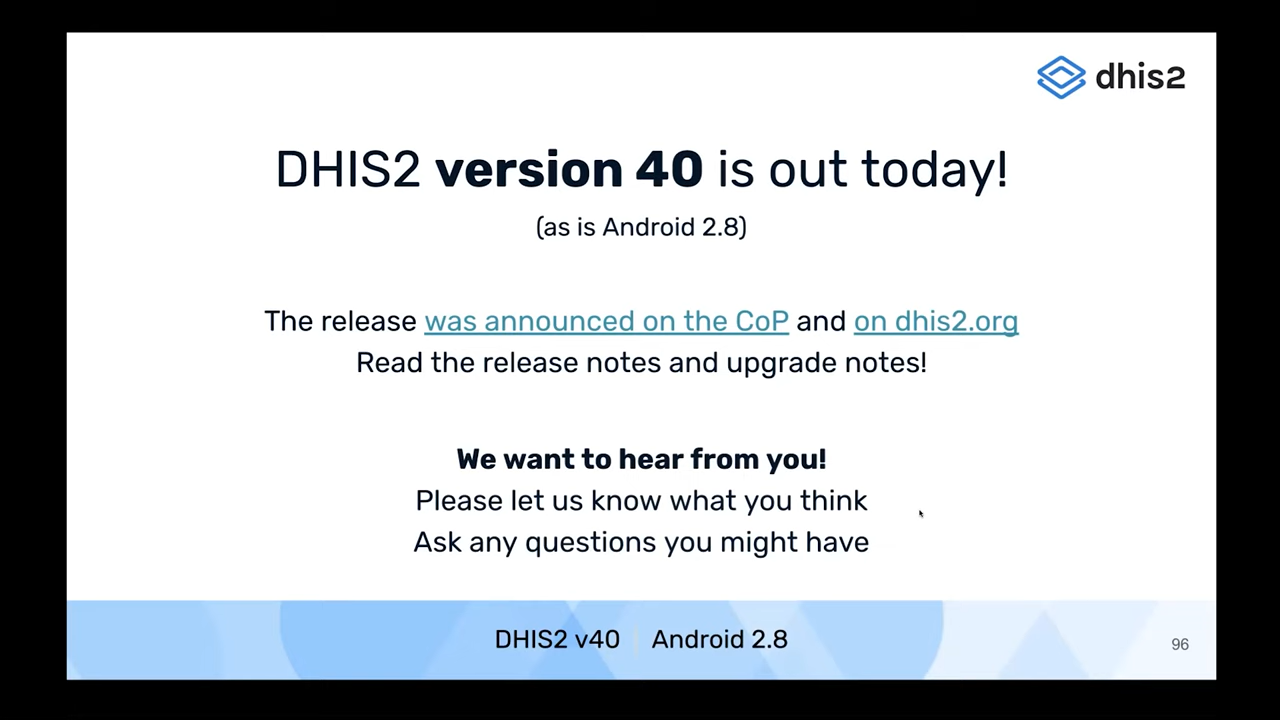 dhis2
DHIS2 version 40 is out today!
(as is Android 2.8)
The release was announced on the CoP and on dhis2.org
Read the release notes and upgrade notes!
We want to hear from you!
Please let us know what you think
Ask any questions you might have
DHIS2 v40 Android 2.8
96